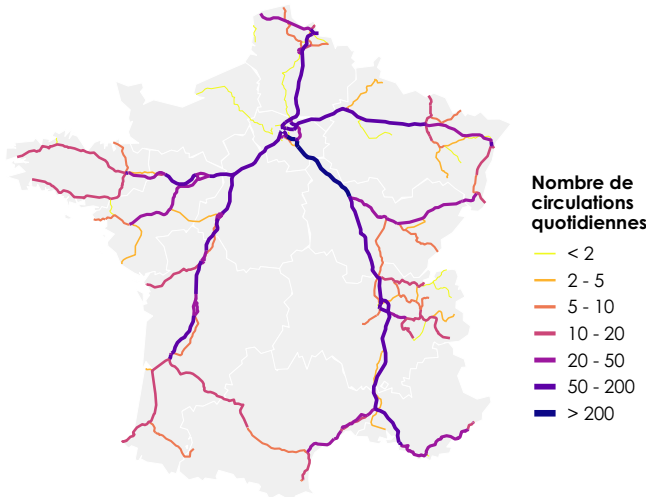 Nombre de
circulations
quotidiennes
< 2
2 - 5
5 - 10
10 - 20
20 - 50
50 - 200
> 200